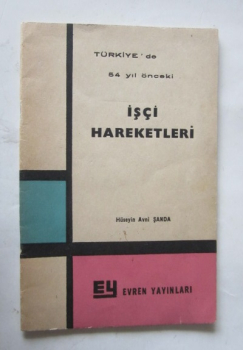 TÜRKİYE'de
54 yıl önceki
İŞÇİ
HAREKETLERİ
Hüseyin Avni ŞANDA
EY EVREN YAYINLARI